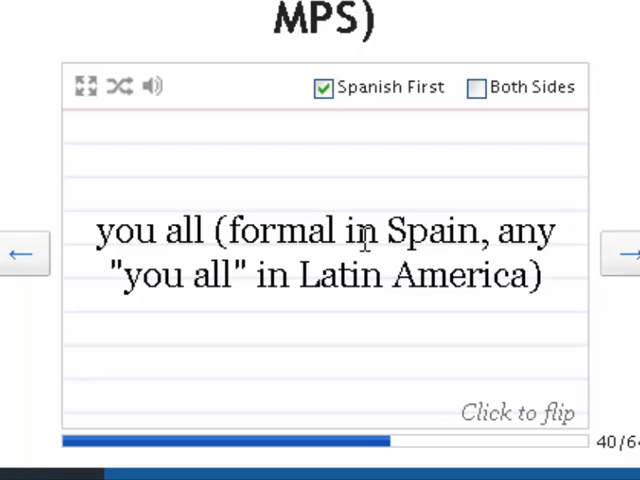 MPS)
Spanish First
Both Sides
you all (formal in Spain, any
"you all" in Latin America)
Click to flip
40/64